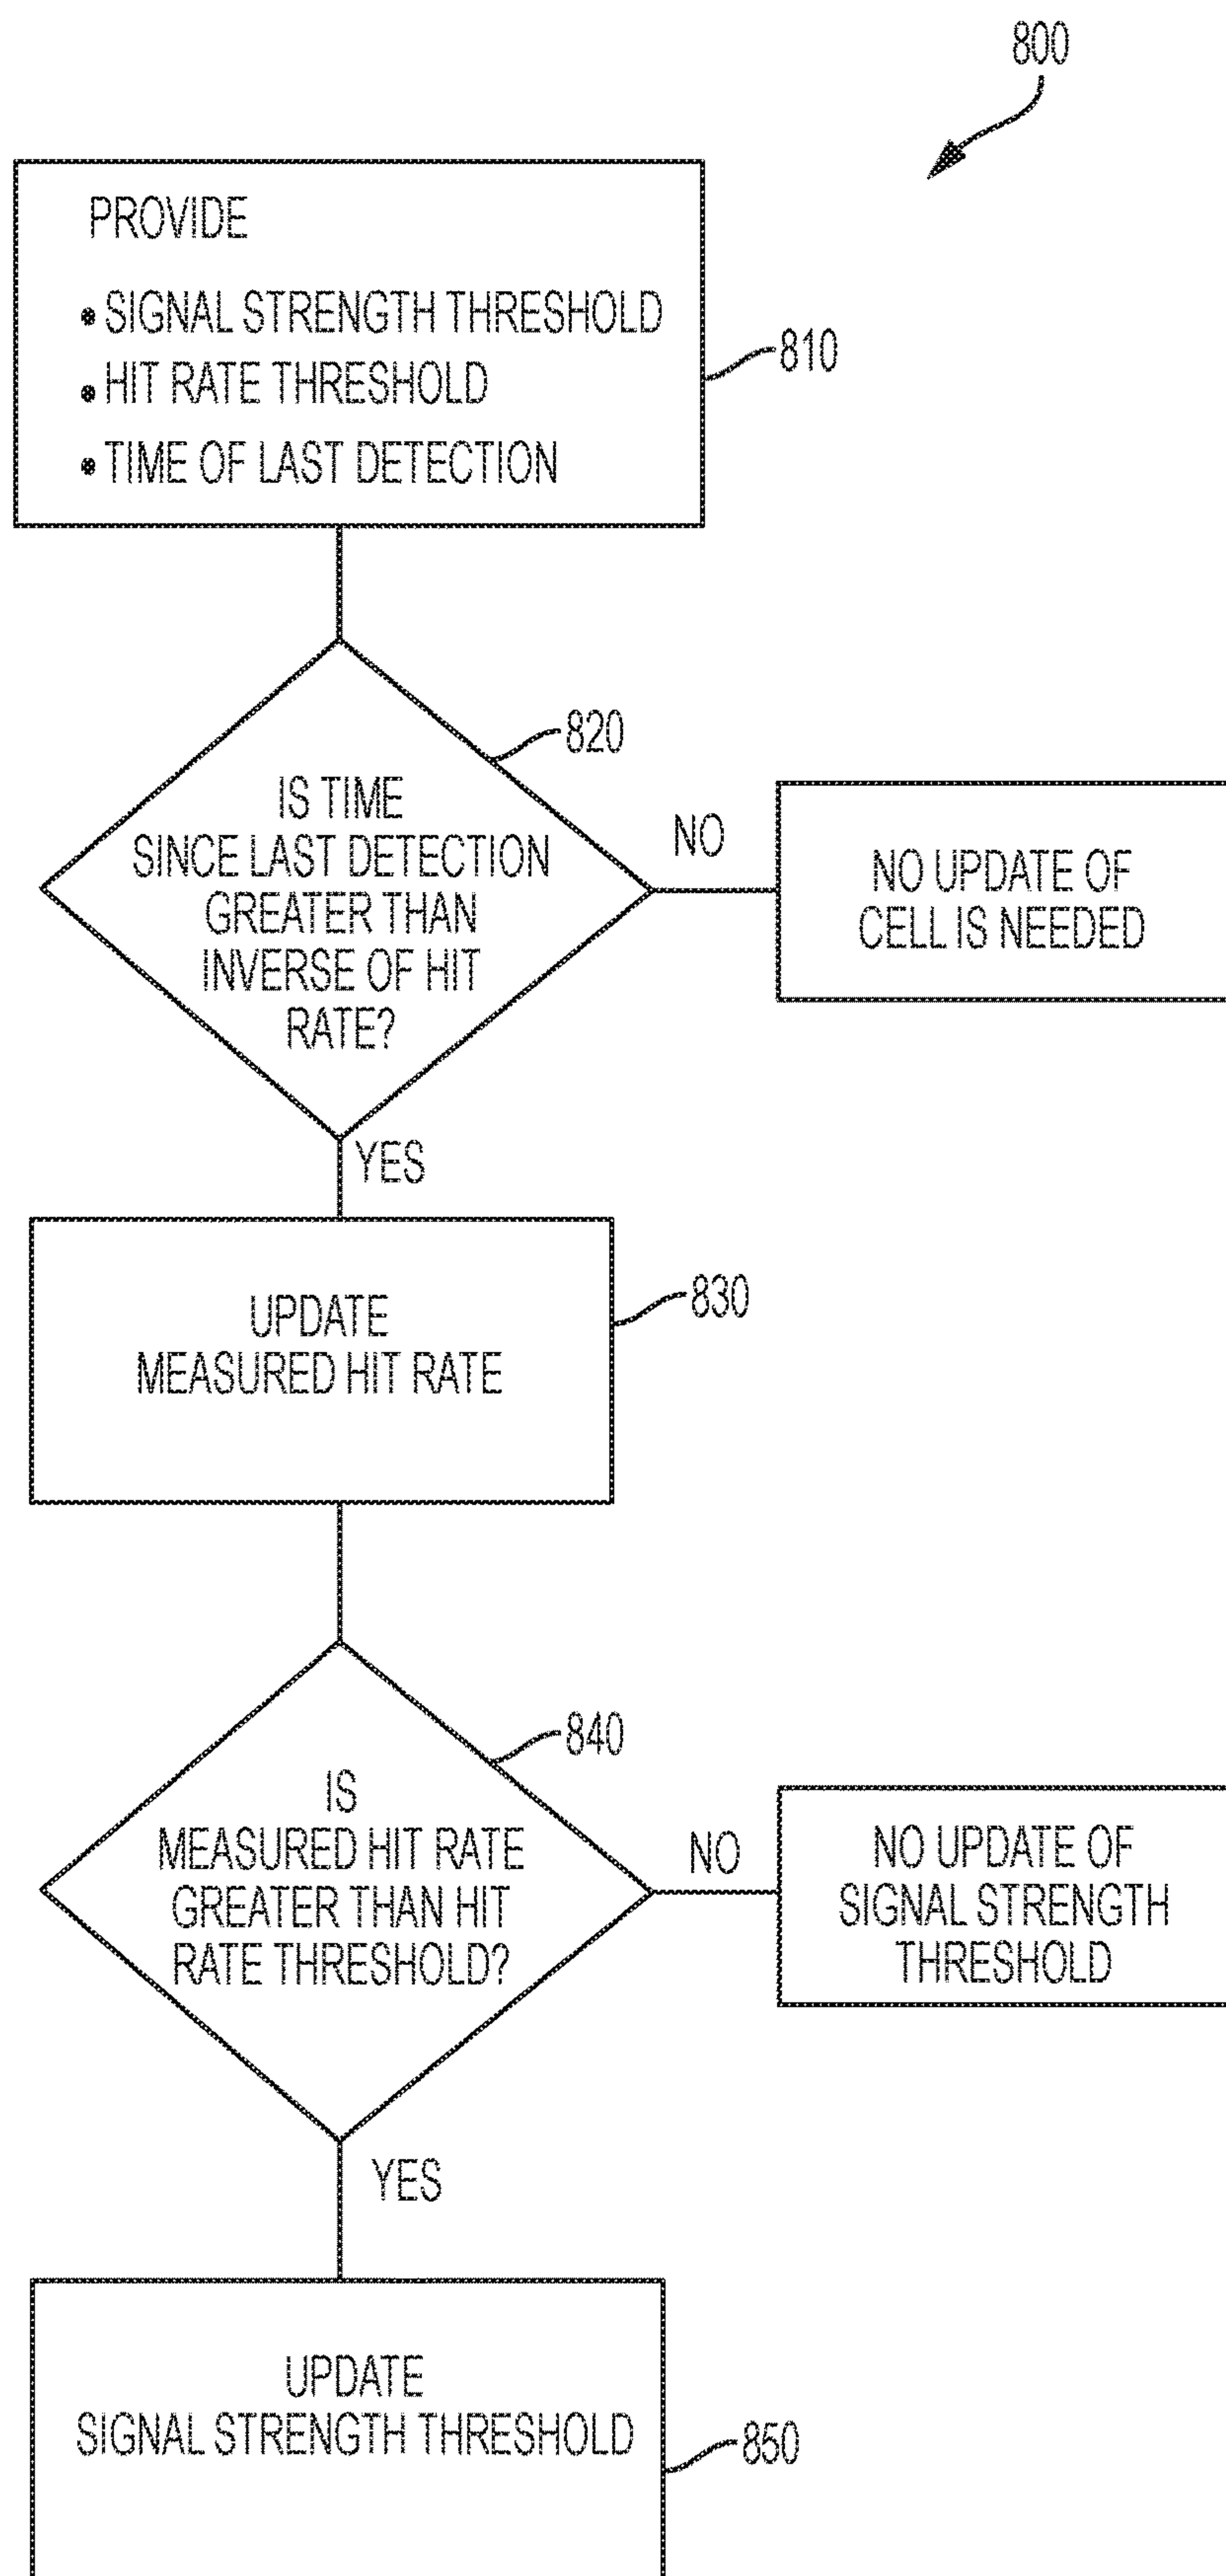 800
PROVIDE
• SIGNAL STRENGTH THRESHOLD
• HIT RATE THRESHOLD
• TIME OF LAST DETECTION
810
820
IS TIME
SINCE LAST DETECTION
GREATER THAN
INVERSE OF HIT
RATE?
NO
NO UPDATE OF
CELL IS NEEDED
YES
UPDATE
MEASURED HIT RATE
830
840
IS
MEASURED HIT RATE
GREATER THAN HIT
RATE THRESHOLD?
NO
NO UPDATE OF
SIGNAL STRENGTH
THRESHOLD
YES
UPDATE
SIGNAL STRENGTH THRESHOLD
850